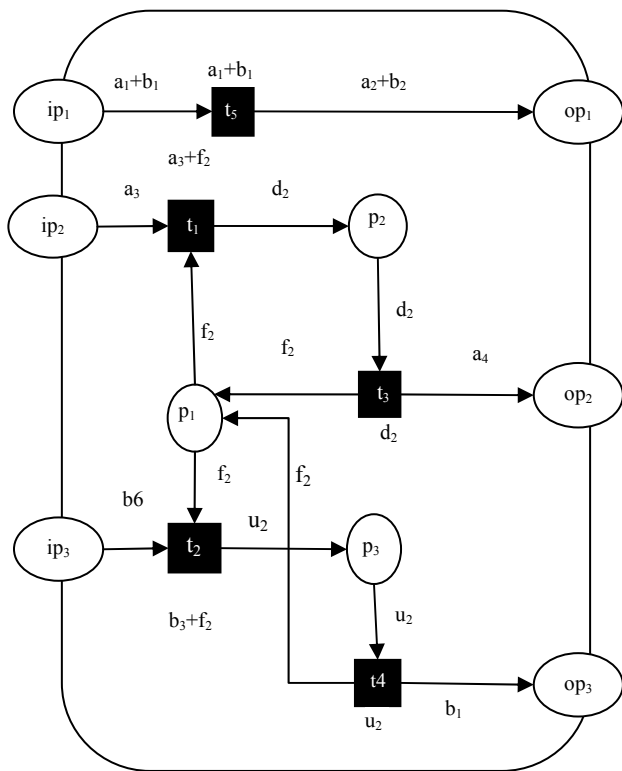 a₁+b₁
a₁+b₁
a₂+b₂
ip₁
t₅
op₁
a₃+f₂
a₃
d₂
p₂
ip₂
t₁
d₂
f₂
f₂
a₄
t₃
op₂
p₁
d₂
f₂
f₂
b6
u₂
ip₃
t₂
p₃
b₃+f₂
u₂
t4
op₃
u₂
b₁